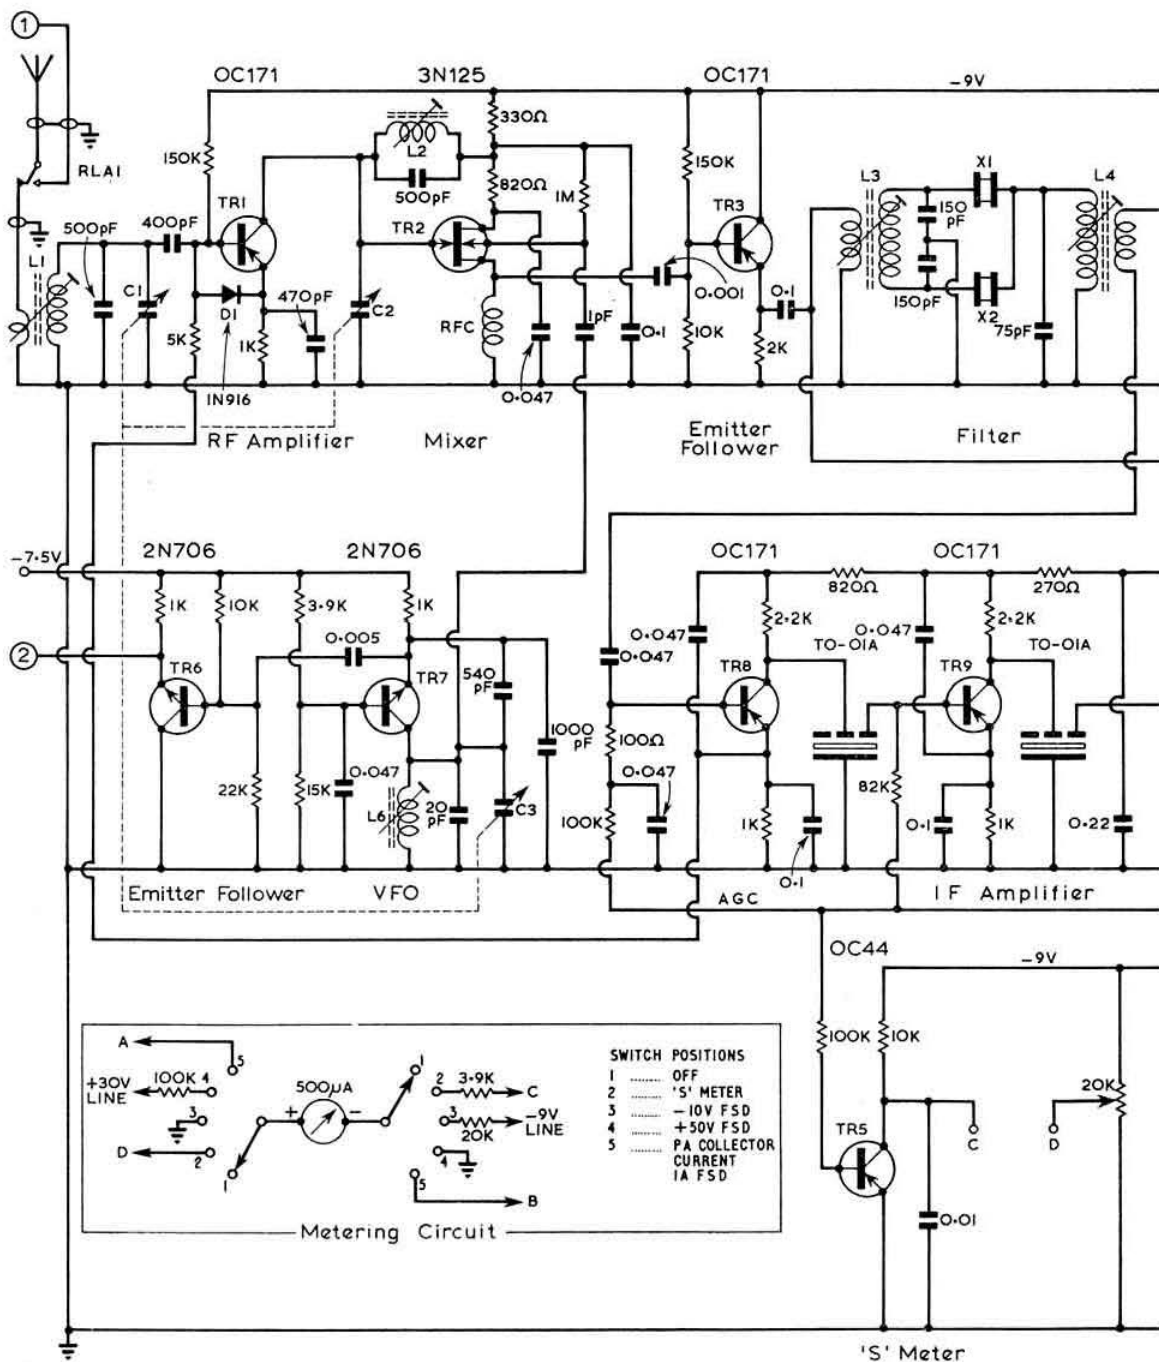 1
OC171
3N125
OC171
-9V
330Ω
RLA1
150K
L2
500pF
820Ω
1M
150K
X1
L3
150
pF
L4
TR1
TR2
TR3
500pF
400pF
L1
C1
D1
470pF
C2
RFC
0.001
0.1
150pF
X2
5K
1K
1pF
0.1
10K
2K
75pF
1N916
0.047
RF Amplifier
Mixer
Emitter
Follower
Filter
-7.5V
2N706
2N706
OC171
OC171
820Ω
270Ω
1K
10K
3.9K
1K
2.2K
2.2K
0.005
0.047
0.047
0.047
TO-01A
TO-01A
2
TR6
TR7
540
pF
TR8
TR9
1000
pF
100Ω
0.047
22K
15K
0.047
L6
20
pF
C3
82K
100K
1K
0.1
0.1
1K
0.22
Emitter Follower
VFO
AGC
IF Amplifier
OC44
-9V
100K
10K
20K
TR5
C
D
0.01
'S' Meter
A
5
+30V
LINE
100K
4
3
D
2
1
500μA
+
-
1
2
3.9K
C
3
20K
-9V
LINE
4
5
B
SWITCH POSITIONS
1 ........ OFF
2 ........ 'S' METER
3 ........ -10V FSD
4 ........ +50V FSD
5 ........ PA COLLECTOR
CURRENT
1A FSD
Metering Circuit